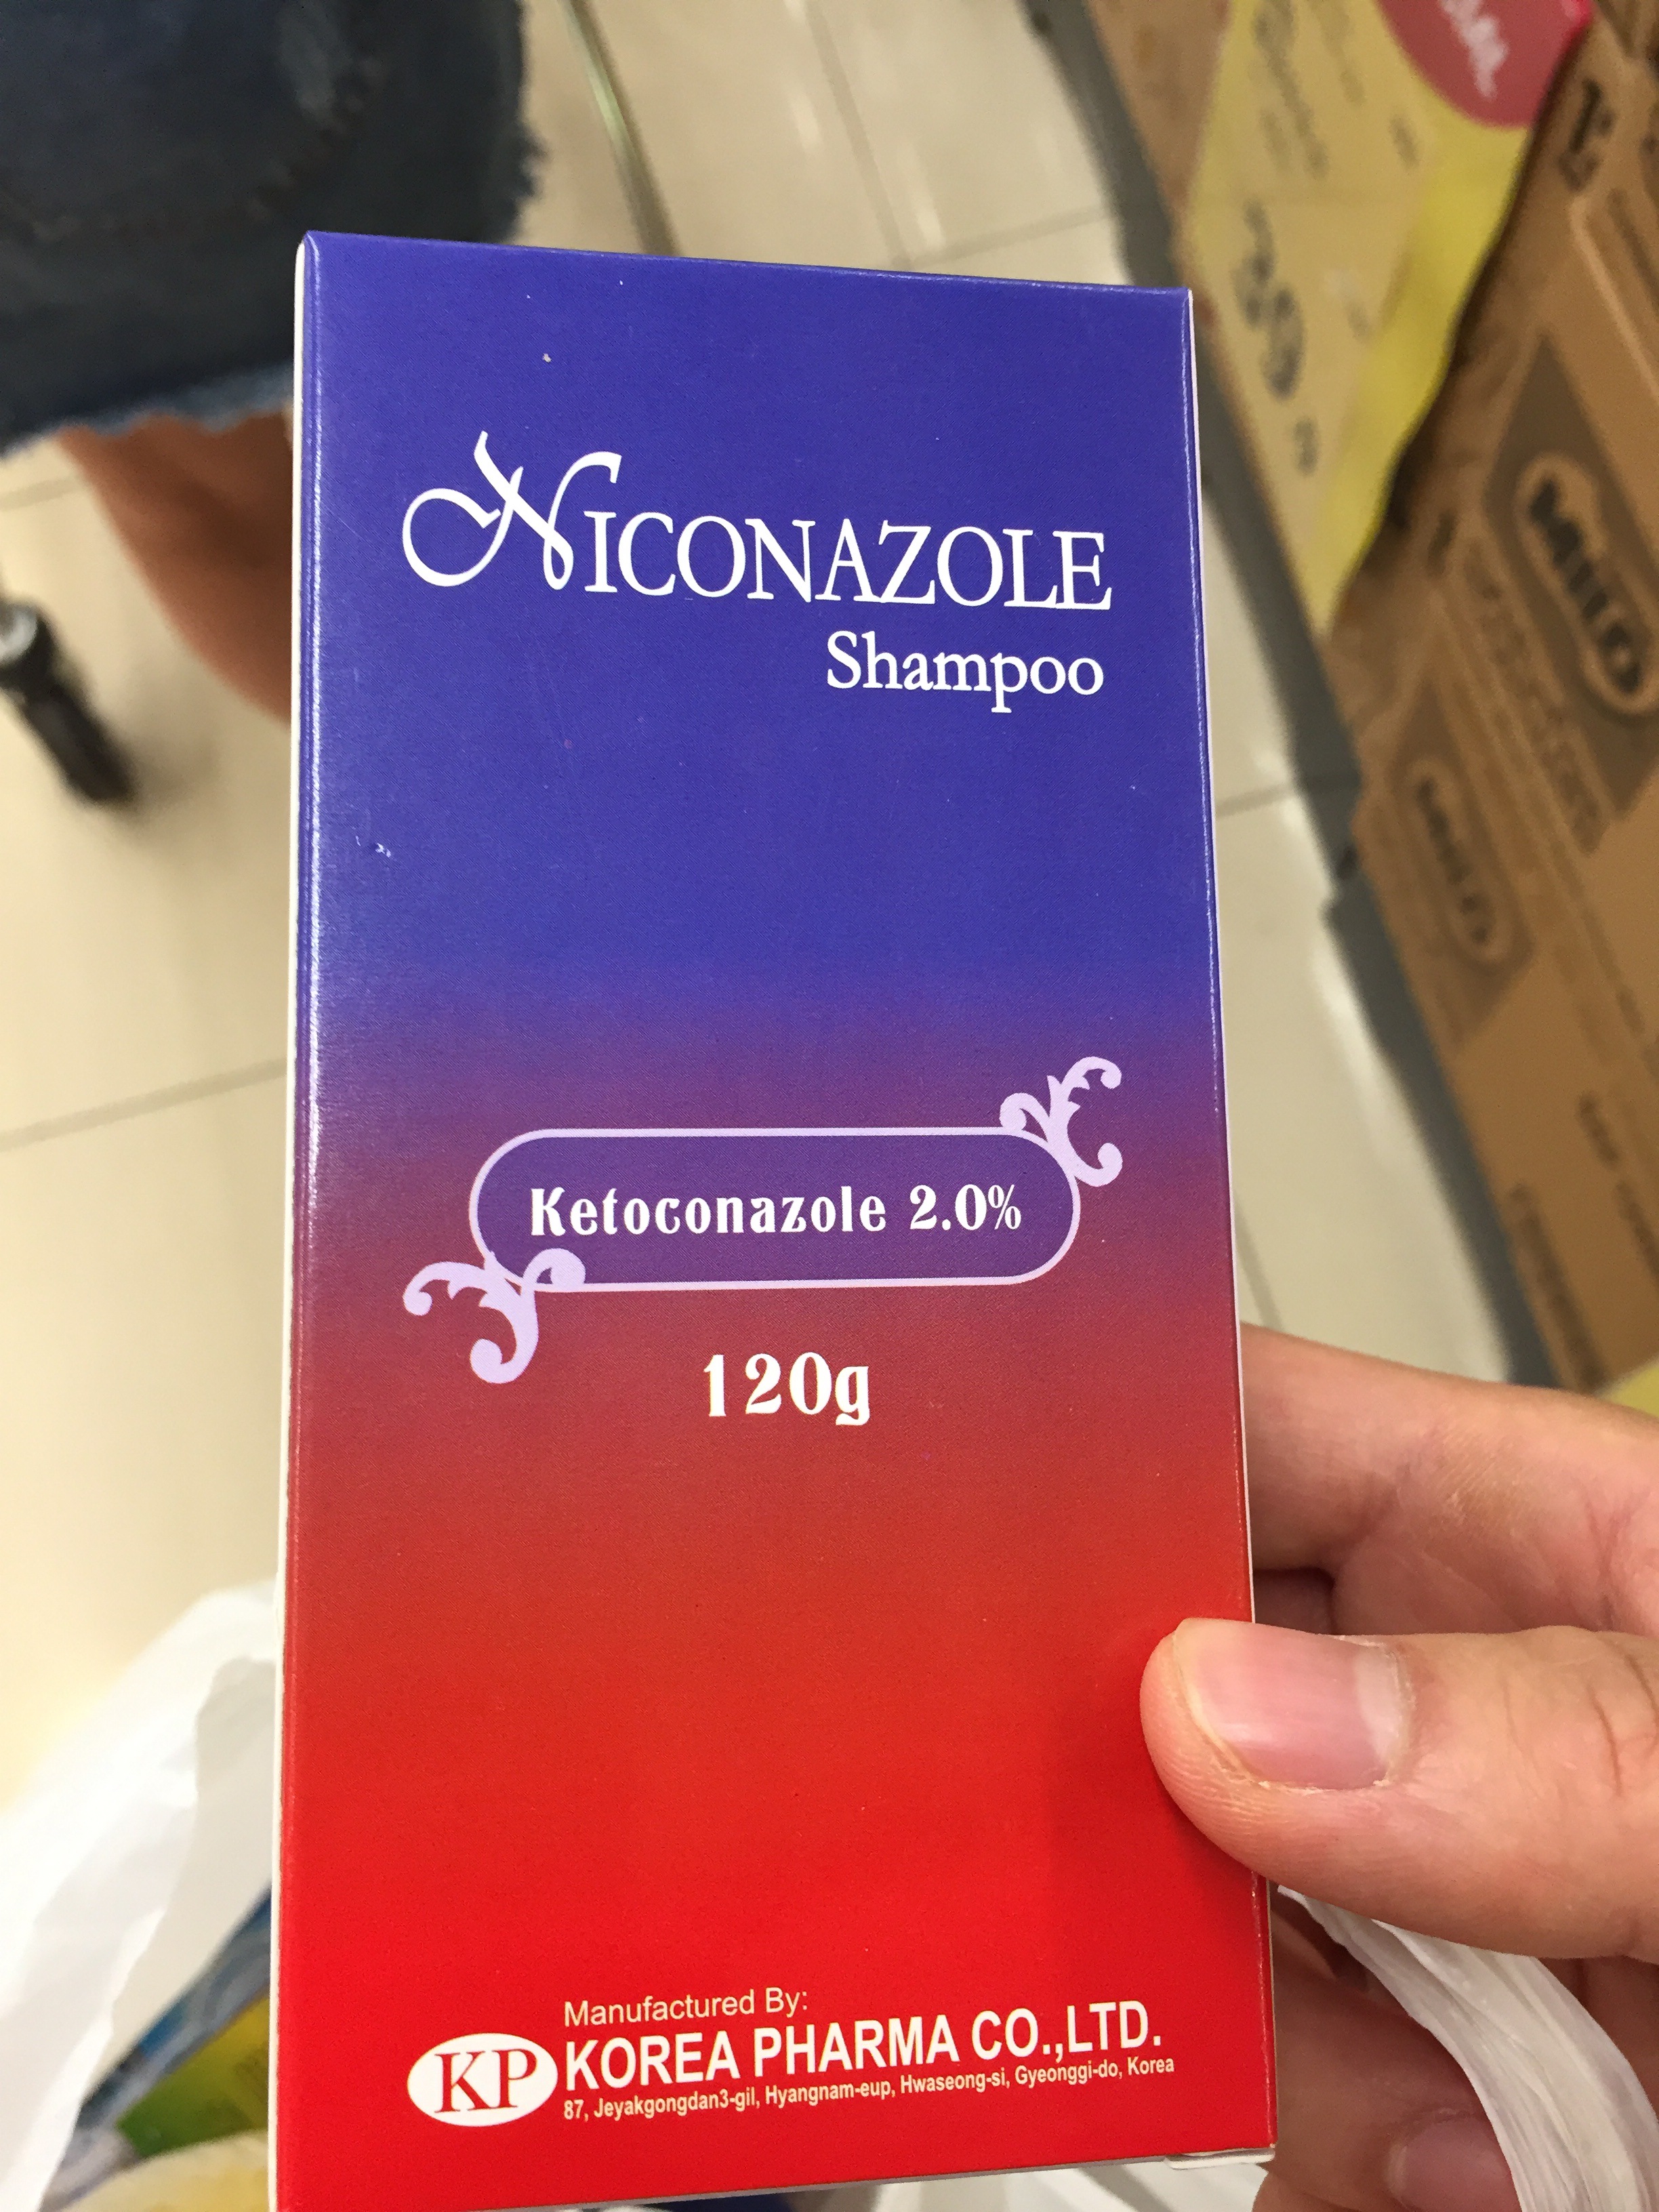 NICONAZOLE
Shampoo
Ketoconazole 2.0%
120g
Manufactured By:
KP
KOREA PHARMA CO.,LTD.
87, Jeyakgongdan3-gil, Hyangnam-eup, Hwaseong-si, Gyeonggi-do, Korea
MILO